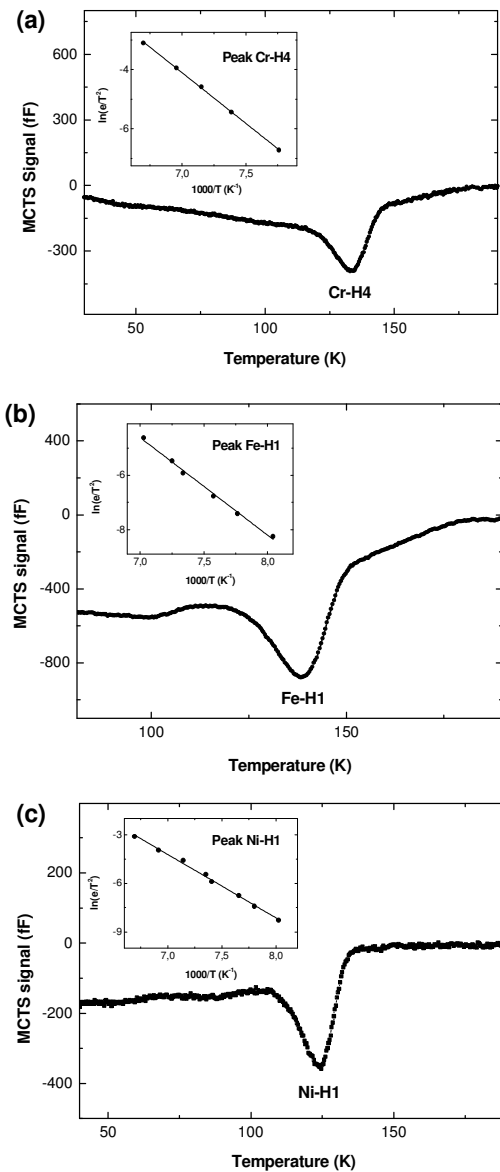 (a)
600
300
0
-300
MCTS Signal (fF)
Peak Cr-H4
-4
-6
ln(e/T²)
7,0 7,5
1000/T (K⁻¹)
Cr-H4
50 100 150
Temperature (K)
(b)
600
400
200
0
-200
-400
-600
-800
MCTS signal (fF)
Peak Fe-H1
-6
-8
ln(e/T²)
7,0 7,5 8,0
1000/T (K⁻¹)
Fe-H1
100 150
Temperature (K)
(c)
200
0
-200
-400
MCTS signal (fF)
Peak Ni-H1
-3
-6
-9
ln(e/T²)
7,0 7,5 8,0
1000/T (K⁻¹)
Ni-H1
50 100 150
Temperature (K)